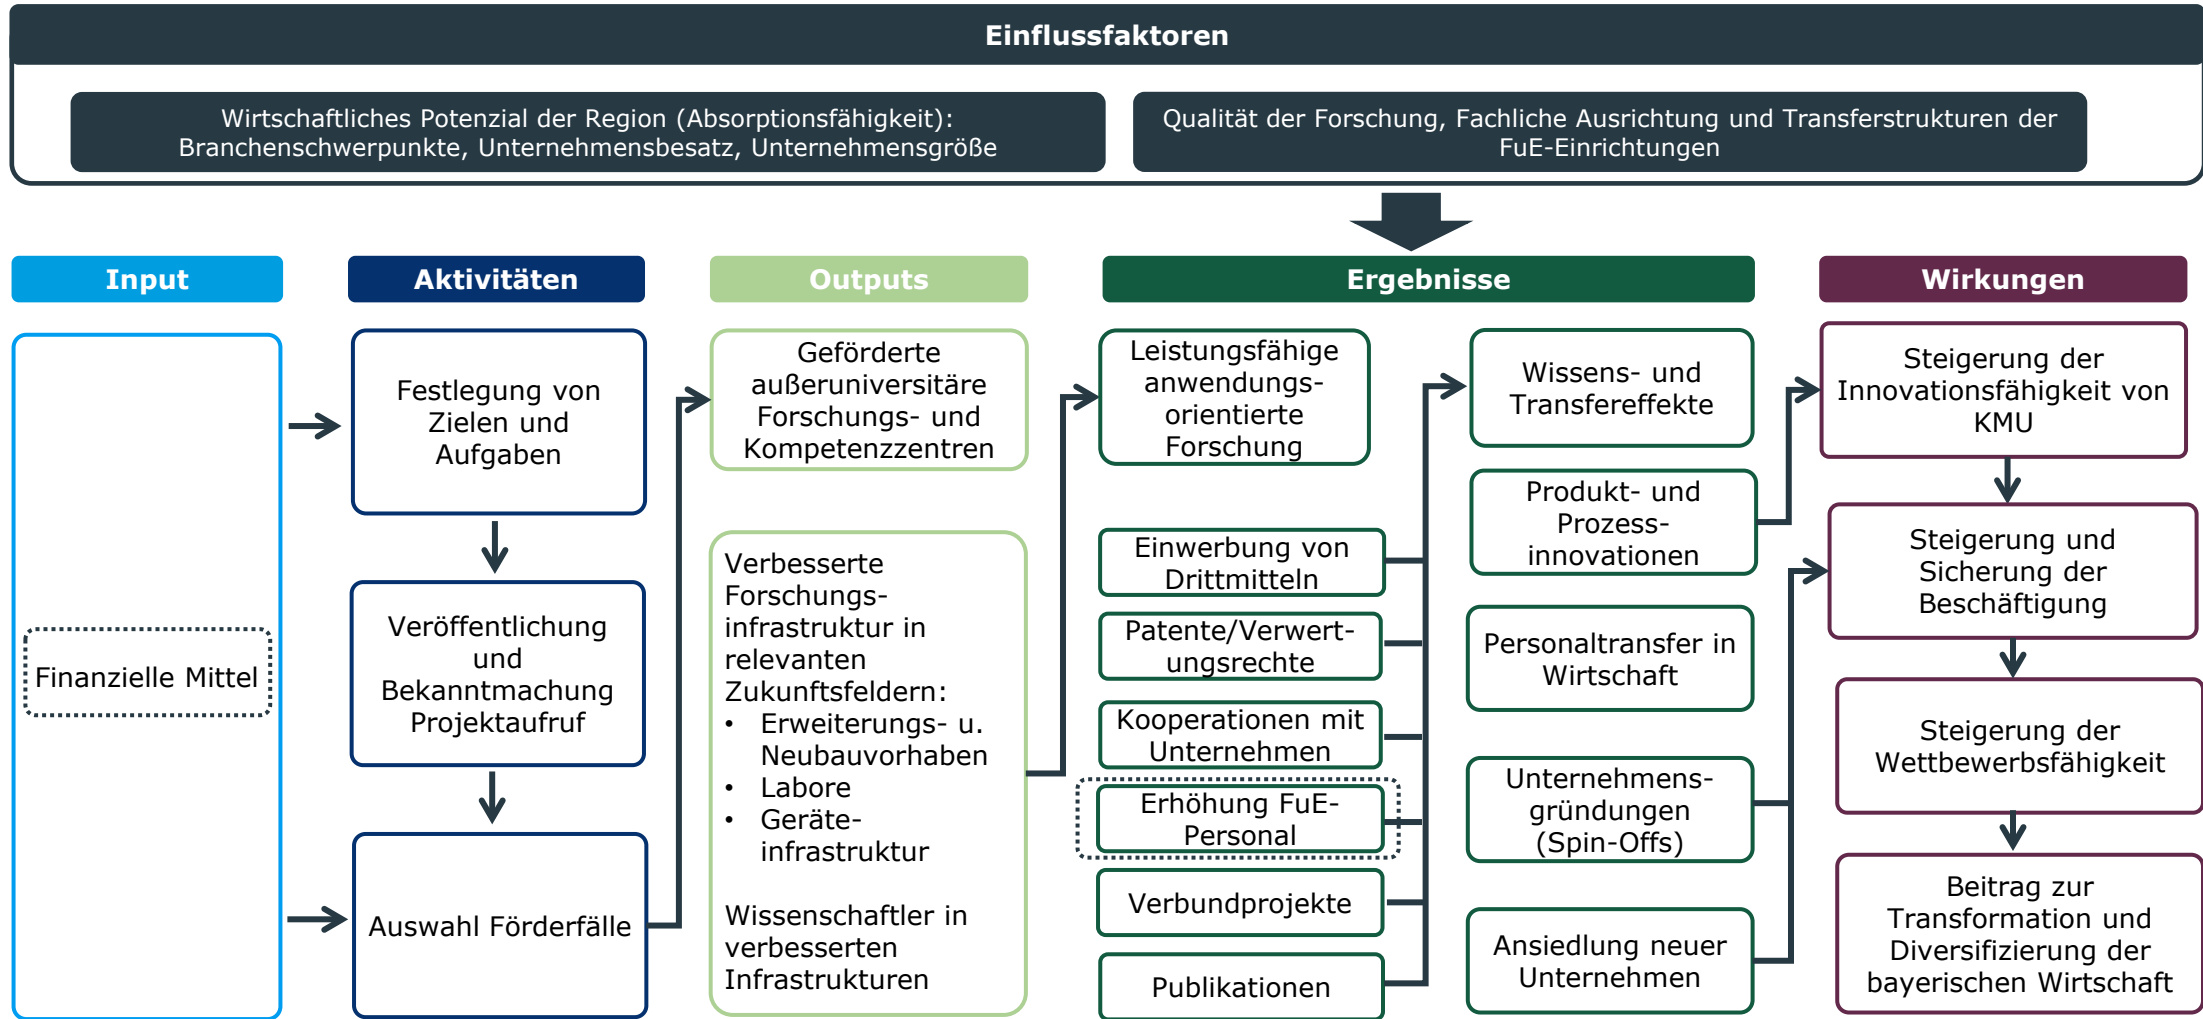 Einflussfaktoren
Wirtschaftliches Potenzial der Region (Absorptionsfähigkeit):
Branchenschwerpunkte, Unternehmensbesatz, Unternehmensgröße
Qualität der Forschung, Fachliche Ausrichtung und Transferstrukturen der
FuE-Einrichtungen
Input
Finanzielle Mittel
Aktivitäten
Festlegung von
Zielen und
Aufgaben
Veröffentlichung
und
Bekanntmachung
Projektaufruf
Auswahl Förderfälle
Outputs
Geförderte
außeruniversitäre
Forschungs- und
Kompetenzzentren
Verbesserte
Forschungs-
infrastruktur in
relevanten
Zukunftsfeldern:
• Erweiterungs- u.
Neubauvorhaben
• Labore
• Geräte-
infrastruktur
Wissenschaftler in
verbesserten
Infrastrukturen
Ergebnisse
Leistungsfähige
anwendungs-
orientierte
Forschung
Einwerbung von
Drittmitteln
Patente/Verwert-
ungsrechte
Kooperationen mit
Unternehmen
Erhöhung FuE-
Personal
Verbundprojekte
Publikationen
Wissens- und
Transfereffekte
Produkt- und
Prozess-
innovationen
Personaltransfer in
Wirtschaft
Unternehmens-
gründungen
(Spin-Offs)
Ansiedlung neuer
Unternehmen
Wirkungen
Steigerung der
Innovationsfähigkeit von
KMU
Steigerung und
Sicherung der
Beschäftigung
Steigerung der
Wettbewerbsfähigkeit
Beitrag zur
Transformation und
Diversifizierung der
bayerischen Wirtschaft